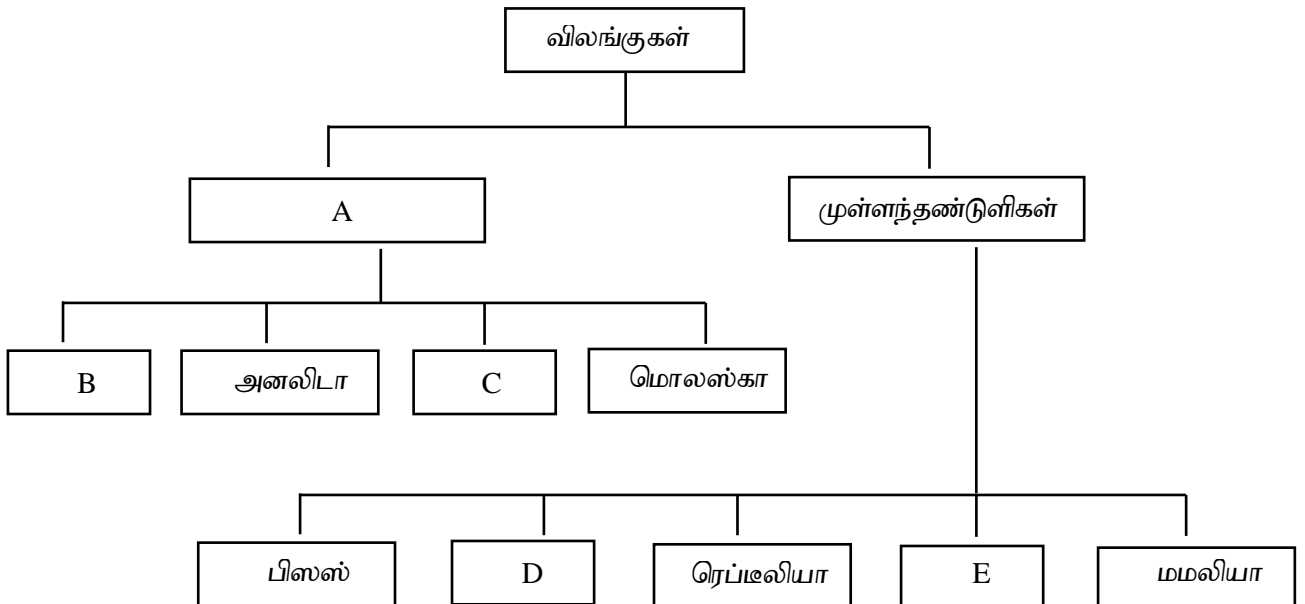 விலங்குகள்
A
முள்ளந்தண்டுளிகள்
B
அனலிடா
C
மொலஸ்கா
பிஸஸ்
D
ரெப்டீலியா
E
மமலியா